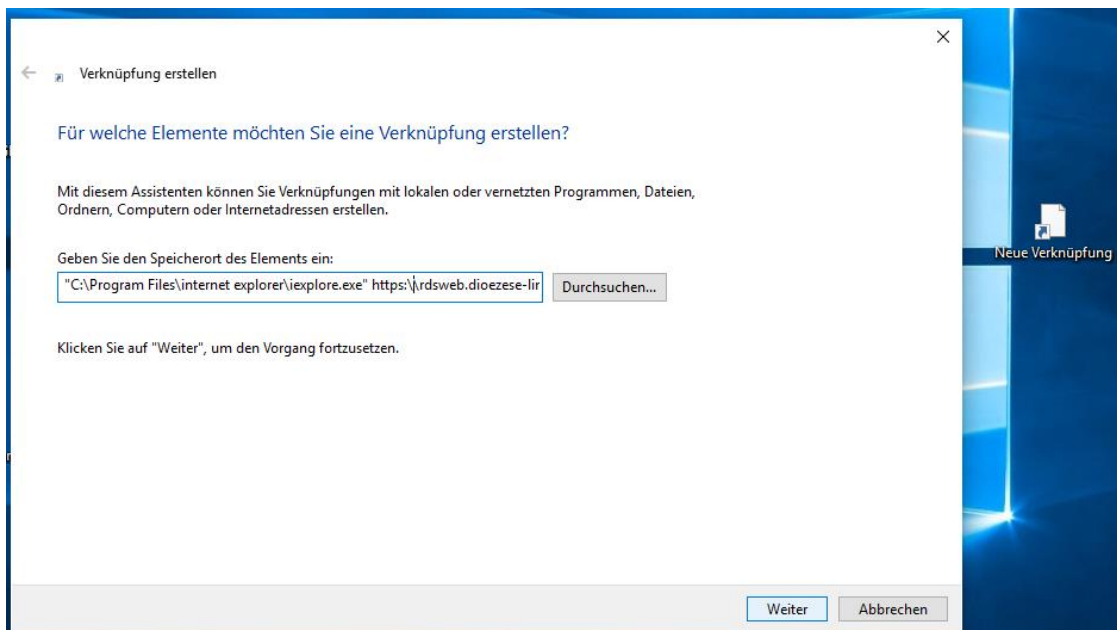 Verknüpfung erstellen
Für welche Elemente möchten Sie eine Verknüpfung erstellen?
Mit diesem Assistenten können Sie Verknüpfungen mit lokalen oder vernetzten Programmen, Dateien,
Ordnern, Computern oder Internetadressen erstellen.
Neue Verknüpfung
Geben Sie den Speicherort des Elements ein:
"C:\Program Files\internet explorer\iexplore.exe" https:\\rdsweb.dioezese-lir
Durchsuchen...
Klicken Sie auf "Weiter", um den Vorgang fortzusetzen.
Weiter
Abbrechen